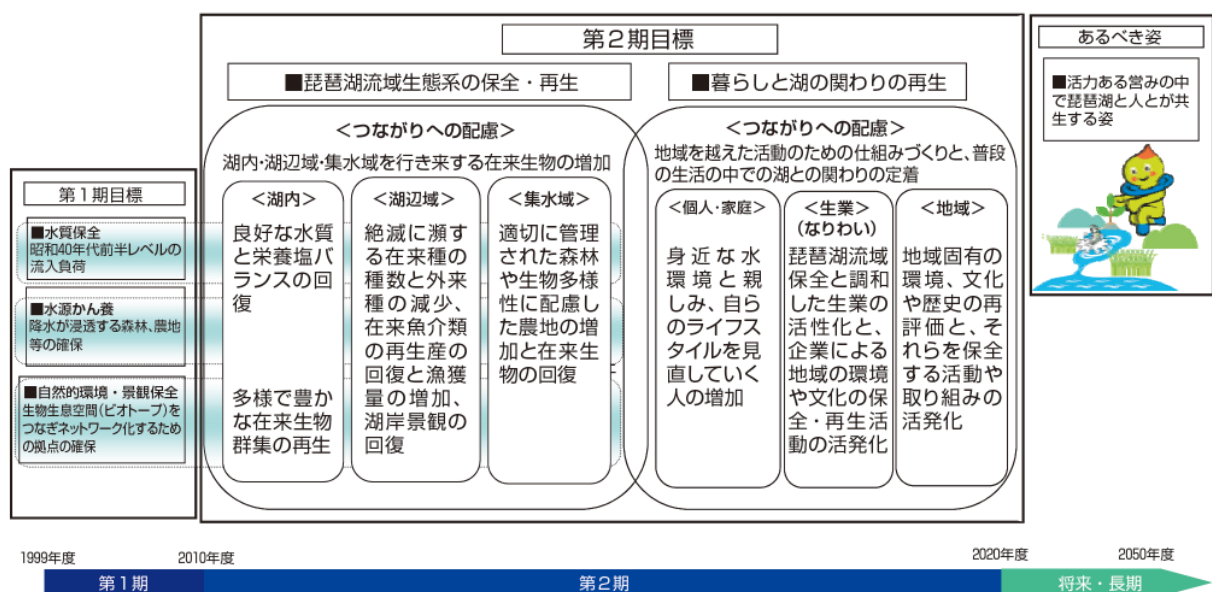 第1期目標
■水質保全
昭和40年代前半レベルの
流入負荷
■水源かん養
降水が浸透する森林、農地
等の確保
■自然的環境・景観保全
生物生息空間(ビオトープ)を
つなぎネットワーク化するため
の拠点の確保
第2期目標
■琵琶湖流域生態系の保全・再生
<つながりへの配慮>
湖内・湖辺域・集水域を行き来する在来生物の増加
<湖内>
良好な水質
と栄養塩バ
ランスの回
復
多様で豊か
な在来生物
群集の再生
<湖辺域>
絶滅に瀕す
る在来種の
種数と外来
種の減少、
在来魚介類
の再生産の
回復と漁獲
量の増加、
湖岸景観の
回復
<集水域>
適切に管理
された森林
や生物多様
性に配慮し
た農地の増
加と在来生
物の回復
■暮らしと湖の関わりの再生
<つながりへの配慮>
地域を越えた活動のための仕組みづくりと、普段
の生活の中での湖との関わりの定着
<個人・家庭>
身近な水
環境と親
しみ、自ら
のライフス
タイルを見
直していく
人の増加
<生業>
(なりわい)
琵琶湖流域
保全と調和
した生業の
活性化と、
企業による
地域の環境
や文化の保
全・再生活
動の活発化
<地域>
地域固有の
環境、文化
や歴史の再
評価と、そ
れらを保全
する活動や
取り組みの
活発化
あるべき姿
■活力ある営みの中
で琵琶湖と人とが共
生する姿
1999年度
2010年度
2020年度
2050年度
第1期
第2期
将来・長期